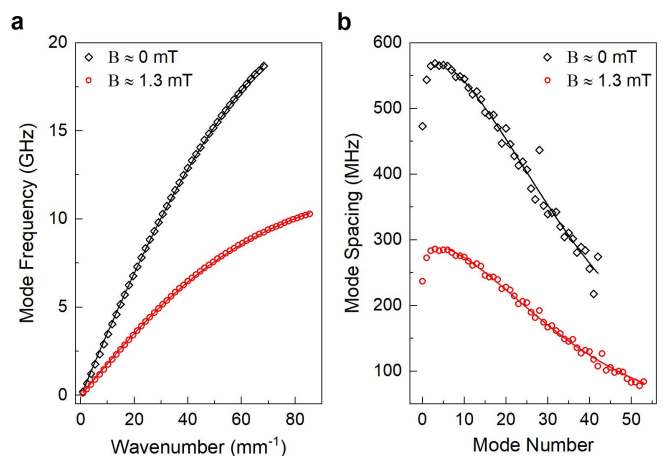 a
b
20
15
10
5
0
Mode Frequency (GHz)
B ≈ 0 mT
B ≈ 1.3 mT
0 20 40 60 80
Wavenumber (mm⁻¹)
600
500
400
300
200
100
Mode Spacing (MHz)
B ≈ 0 mT
B ≈ 1.3 mT
0 10 20 30 40 50
Mode Number